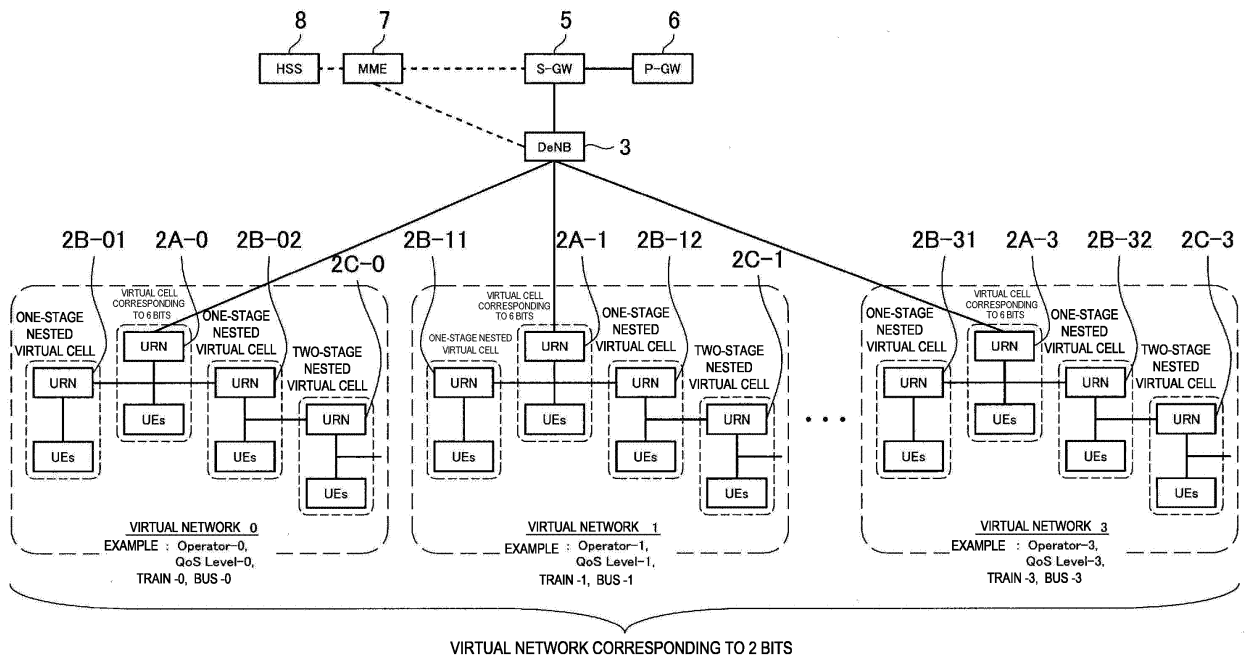 8
7
5
6
HSS
MME
S-GW
P-GW
DeNB
3
2B-01
2A-0
2B-02
2C-0
2B-11
2A-1
2B-12
2C-1
2B-31
2A-3
2B-32
2C-3
VIRTUAL CELL
CORRESPONDING
TO 6 BITS
ONE-STAGE
NESTED
VIRTUAL CELL
URN
ONE-STAGE
NESTED
VIRTUAL CELL
TWO-STAGE
NESTED
VIRTUAL CELL
URN
URN
URN
UEs
UEs
UEs
UEs
VIRTUAL NETWORK 0
EXAMPLE : Operator-0,
QoS Level-0,
TRAIN -0, BUS -0
VIRTUAL CELL
CORRESPONDING
TO 6 BITS
ONE-STAGE NESTED
VIRTUAL CELL
URN
ONE-STAGE
NESTED
VIRTUAL CELL
TWO-STAGE
NESTED
VIRTUAL CELL
URN
URN
URN
UEs
UEs
UEs
UEs
VIRTUAL NETWORK 1
EXAMPLE : Operator-1,
QoS Level-1,
TRAIN -1, BUS -1
• • •
VIRTUAL CELL
CORRESPONDING
TO 6 BITS
ONE-STAGE
NESTED
VIRTUAL CELL
URN
ONE-STAGE
NESTED
VIRTUAL CELL
TWO-STAGE
NESTED
VIRTUAL CELL
URN
URN
URN
UEs
UEs
UEs
UEs
VIRTUAL NETWORK 3
EXAMPLE : Operator-3,
QoS Level-3,
TRAIN -3, BUS -3
VIRTUAL NETWORK CORRESPONDING TO 2 BITS